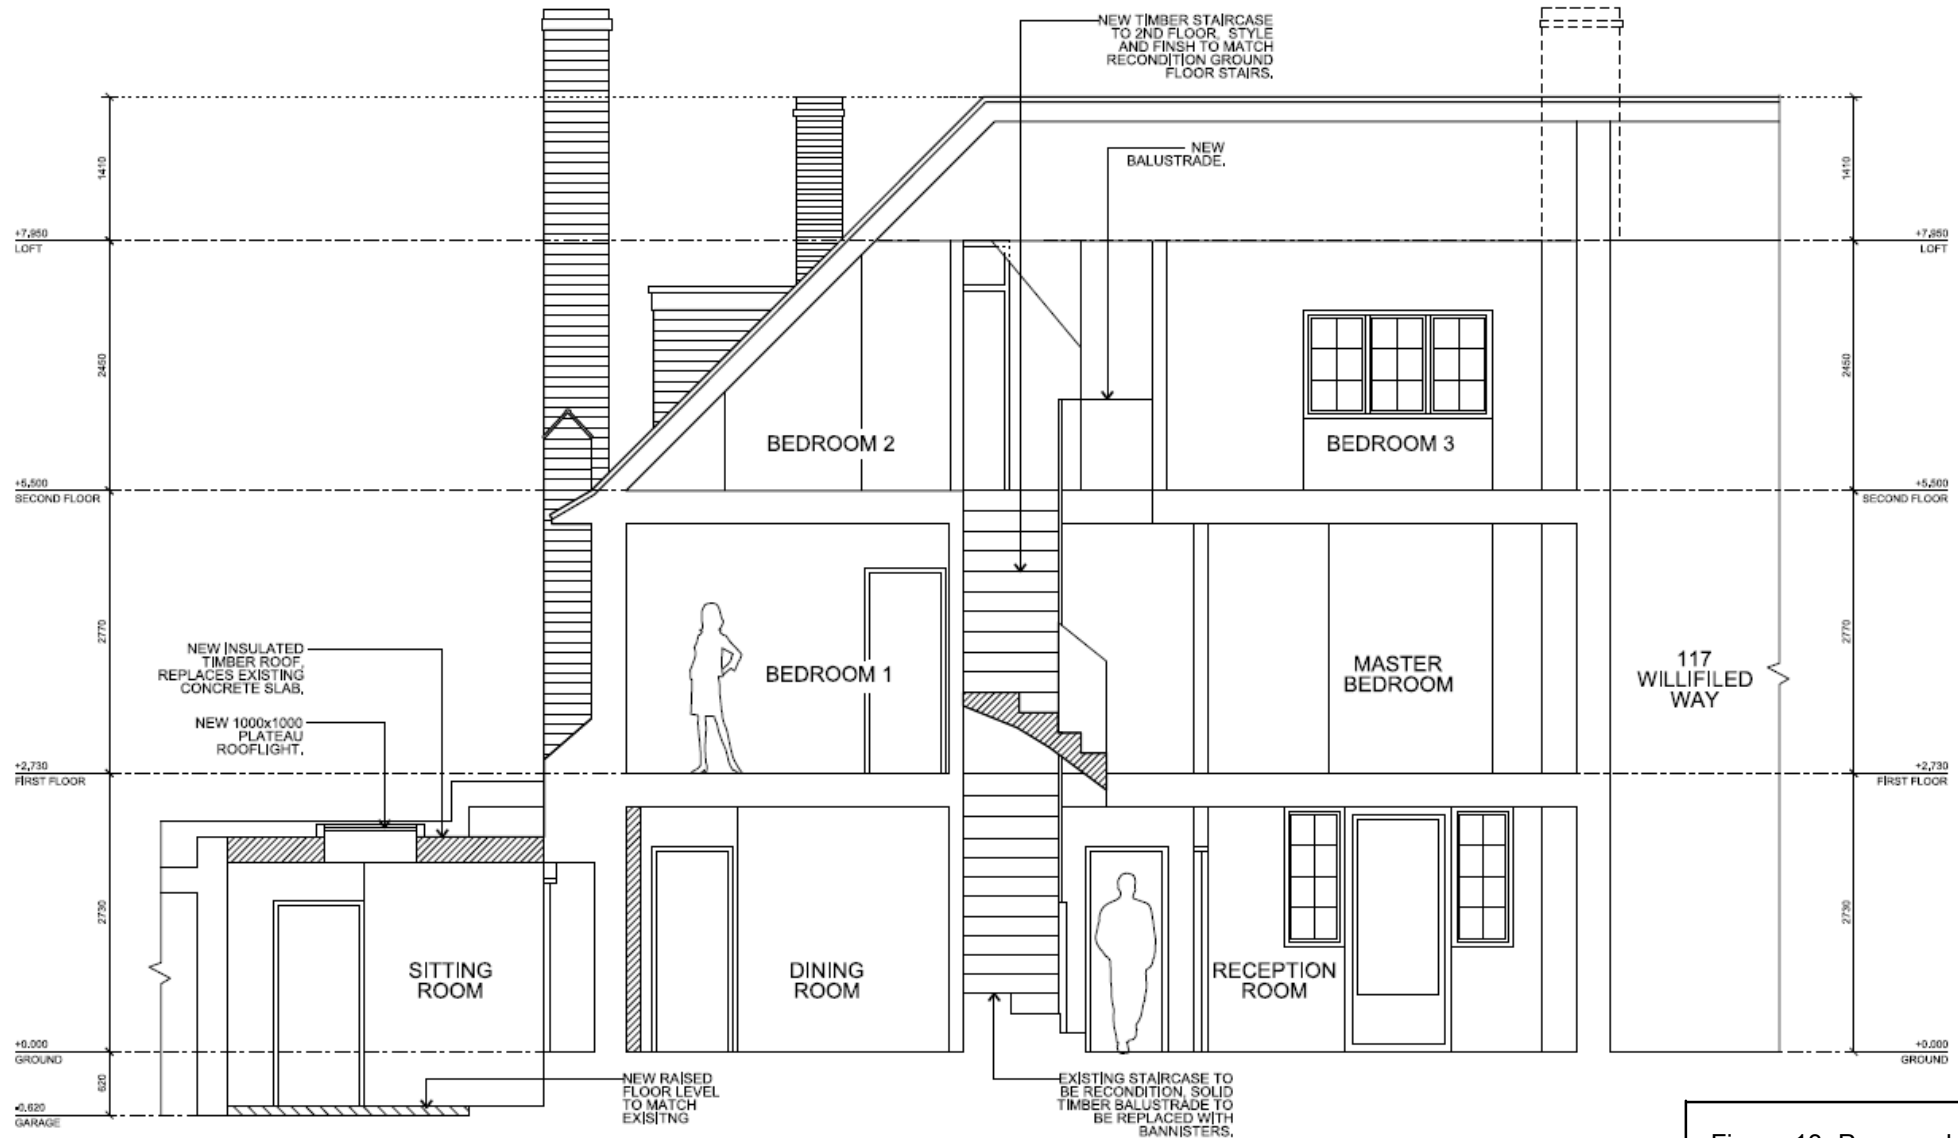 NEW TIMBER STAIRCASE
TO 2ND FLOOR. STYLE
AND FINSH TO MATCH
RECONDITION GROUND
FLOOR STAIRS.
NEW
BALUSTRADE.
1410
1410
+7,950
LOFT
+7,950
LOFT
2450
2450
BEDROOM 2
BEDROOM 3
+5,500
SECOND FLOOR
+5,500
SECOND FLOOR
2770
2770
NEW INSULATED
TIMBER ROOF,
REPLACES EXISTING
CONCRETE SLAB.
NEW 1000x1000
PLATEAU
ROOFLIGHT.
BEDROOM 1
MASTER
BEDROOM
117
WILLIFILED
WAY
+2,730
FIRST FLOOR
+2,730
FIRST FLOOR
2730
2730
SITTING
ROOM
DINING
ROOM
RECEPTION
ROOM
+0.000
GROUND
+0.000
GROUND
620
-0.620
GARAGE
NEW RAISED
FLOOR LEVEL
TO MATCH
EXISITNG
EXISTING STAIRCASE TO
BE RECONDITION, SOLID
TIMBER BALUSTRADE TO
BE REPLACED WITH
BANNISTERS.